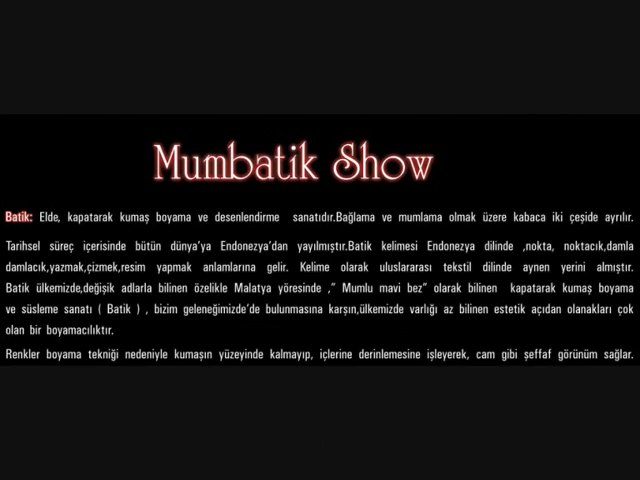 Mumbatik Show
Batik: Elde, kapatarak kumaş boyama ve desenlendirme sanatıdır.Bağlama ve mumlama olmak üzere kabaca iki çeşide ayrılır.
Tarihsel süreç içerisinde bütün dünya'ya Endonezya'dan yayılmıştır.Batik kelimesi Endonezya dilinde ,nokta, noktacık,damla
damlacık,yazmak,çizmek,resim yapmak anlamlarına gelir. Kelime olarak uluslararası tekstil dilinde aynen yerini almıştır.
Batik ülkemizde,değişik adlarla bilinen özelikle Malatya yöresinde ,“ Mumlu mavi bez” olarak bilinen kapatarak kumaş boyama
ve süsleme sanatı ( Batik ) , bizim geleneğimizde'de bulunmasına karşın,ülkemizde varlığı az bilinen estetik açıdan olanakları çok
olan bir boyamacılıktır.
Renkler boyama tekniği nedeniyle kumaşın yüzeyinde kalmayıp, içlerine derinlemesine işleyerek, cam gibi şeffaf görünüm sağlar.